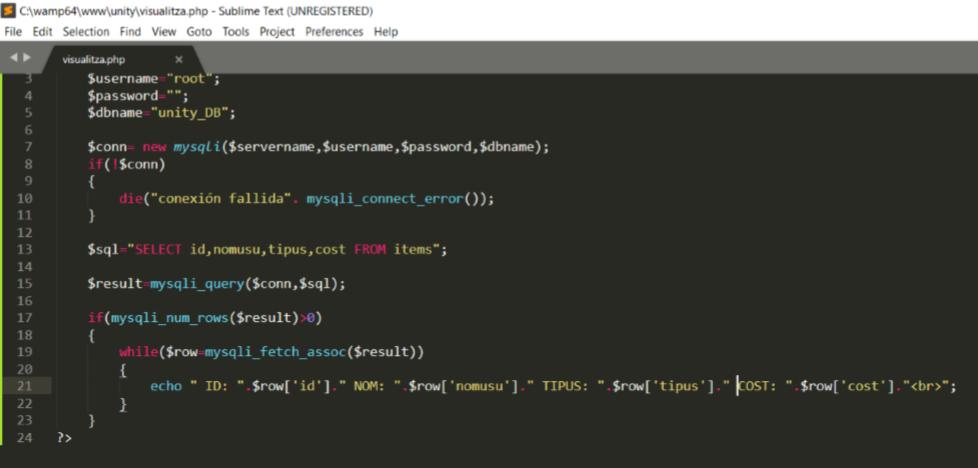 C:\wamp64\www\unity\visualitza.php - Sublime Text (UNREGISTERED)
File Edit Selection Find View Goto Tools Project Preferences Help
visualitza.php ×
3 $username="root";
4 $password="";
5 $dbname="unity_DB";
6
7 $conn= new mysqli($servername,$username,$password,$dbname);
8 if(!$conn)
9 {
10 die("conexión fallida". mysqli_connect_error());
11 }
12
13 $sql="SELECT id,nomusu,tipus,cost FROM items";
14
15 $result=mysqli_query($conn,$sql);
16
17 if(mysqli_num_rows($result)>0)
18 {
19 while($row=mysqli_fetch_assoc($result))
20 {
21 echo " ID: ".$row['id']." NOM: ".$row['nomusu']." TIPUS: ".$row['tipus']." COST: ".$row['cost']."<br>";
22 }
23 }
24 ?>